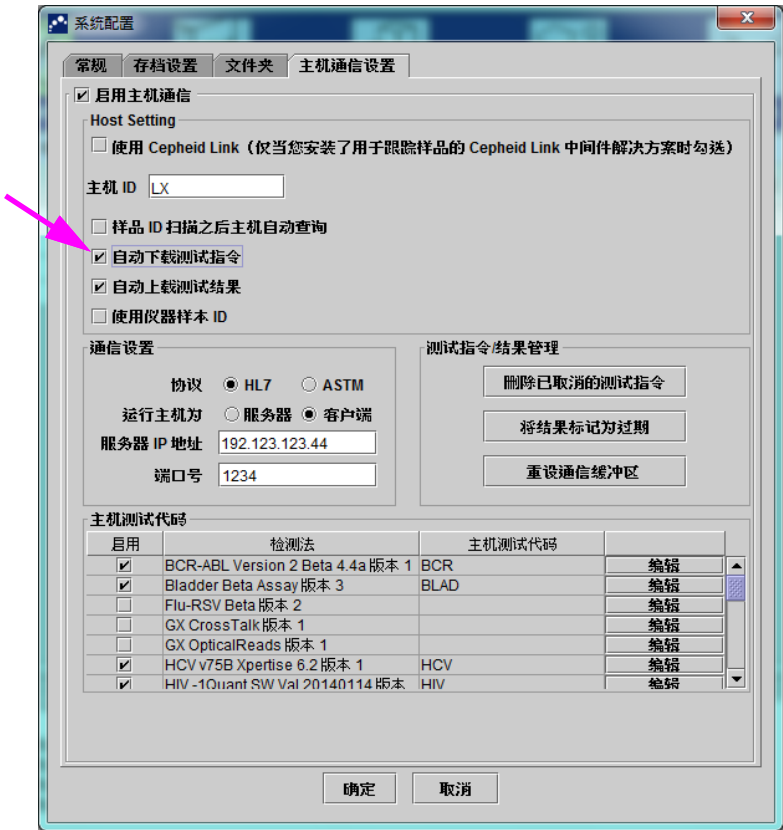 系统配置
常规 存档设置 文件夹 主机通信设置
启用主机通信
Host Setting
使用 Cepheid Link（仅当您安装了用于跟踪样品的 Cepheid Link 中间件解决方案时勾选）
主机 ID LX
样品 ID 扫描之后主机自动查询
自动下载测试指令
自动上载测试结果
使用仪器样本 ID
通信设置
协议 HL7 ASTM
运行主机为 服务器 客户端
服务器 IP 地址 192.123.123.44
端口号 1234
测试指令/结果管理
删除已取消的测试指令
将结果标记为过期
重设通信缓冲区
主机测试代码
启用 检测法 主机测试代码
BCR-ABL Version 2 Beta 4.4a 版本 1 BCR 编辑
Bladder Beta Assay 版本 3 BLAD 编辑
Flu-RSV Beta 版本 2 编辑
GX CrossTalk 版本 1 编辑
GX OpticalReads 版本 1 编辑
HCV v75B Xpertise 6.2 版本 1 HCV 编辑
HIV -1Quant SW Val 20140114 版本 HIV 编辑
确定 取消